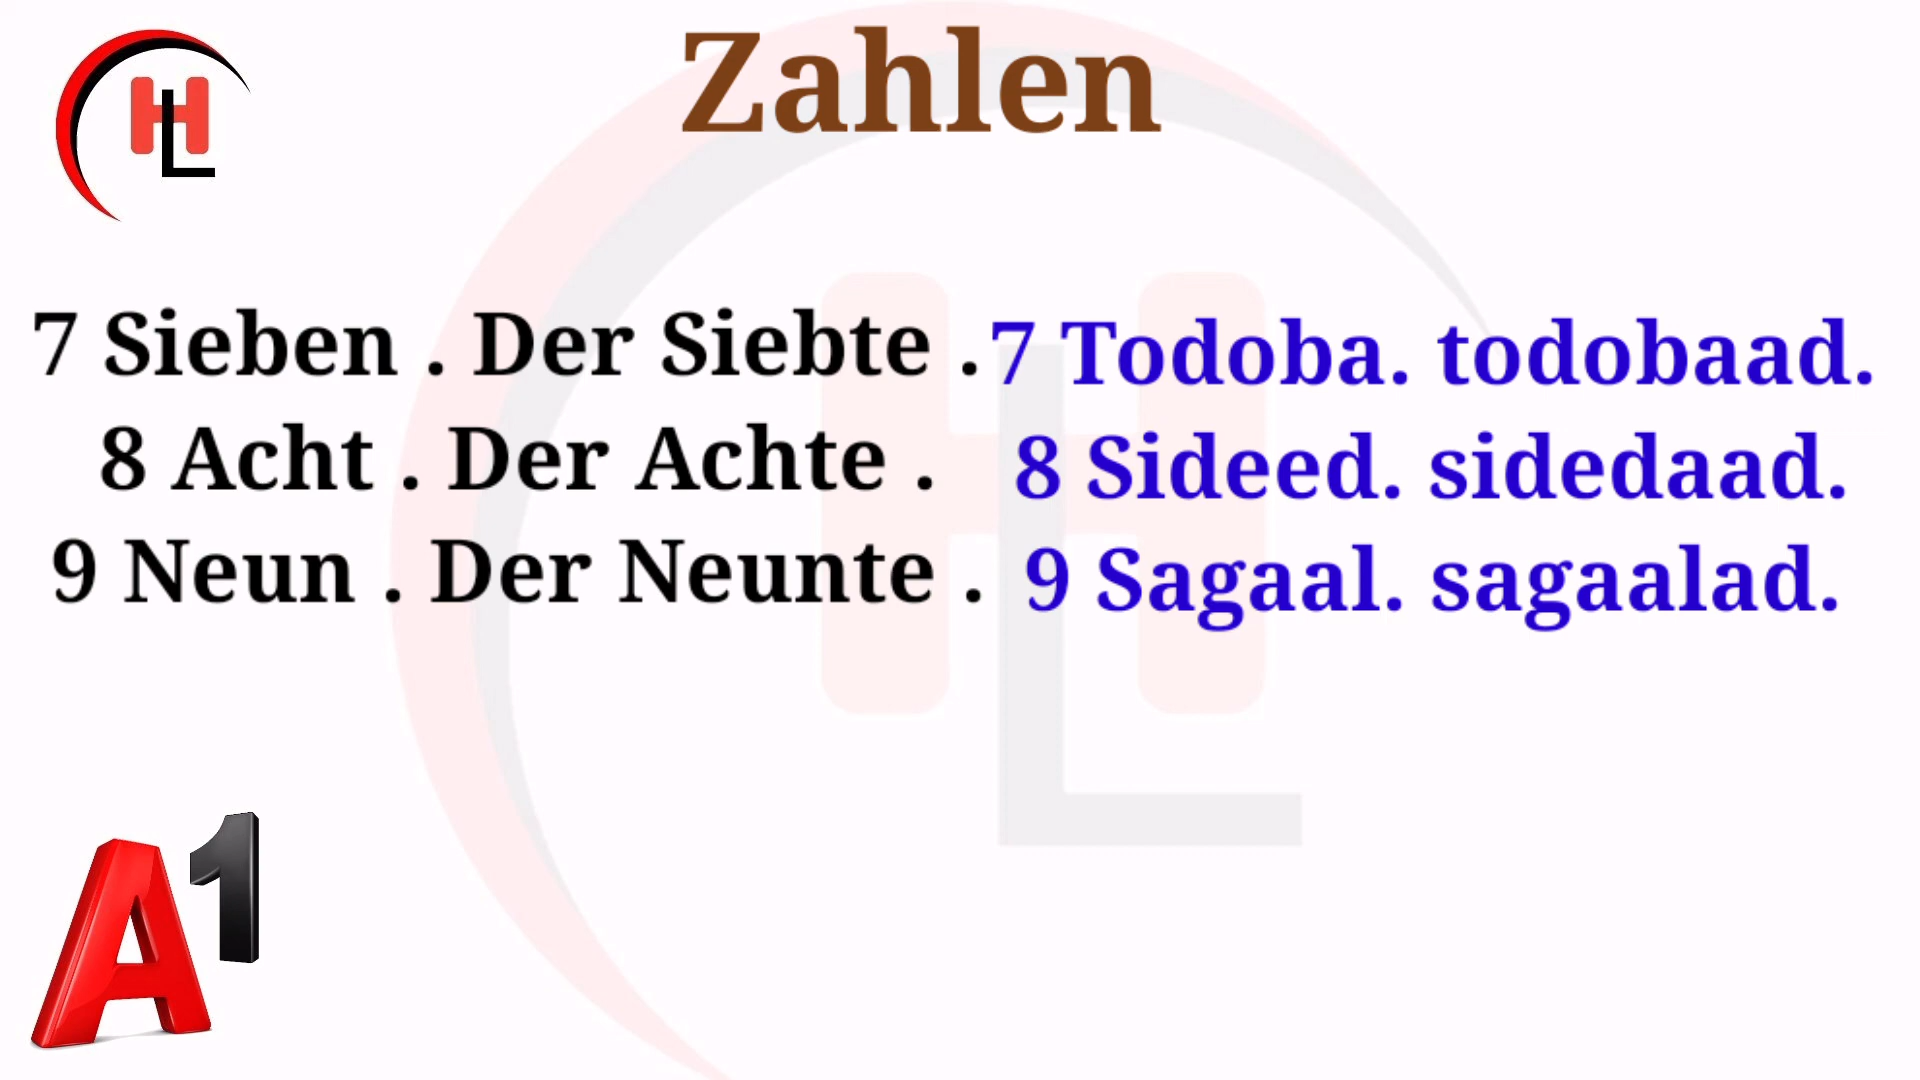 HL
Zahlen
7 Sieben . Der Siebte .
8 Acht . Der Achte .
9 Neun . Der Neunte .
7 Todoba. todobaad.
8 Sideed. sidedaad.
9 Sagaal. sagaalad.
A1